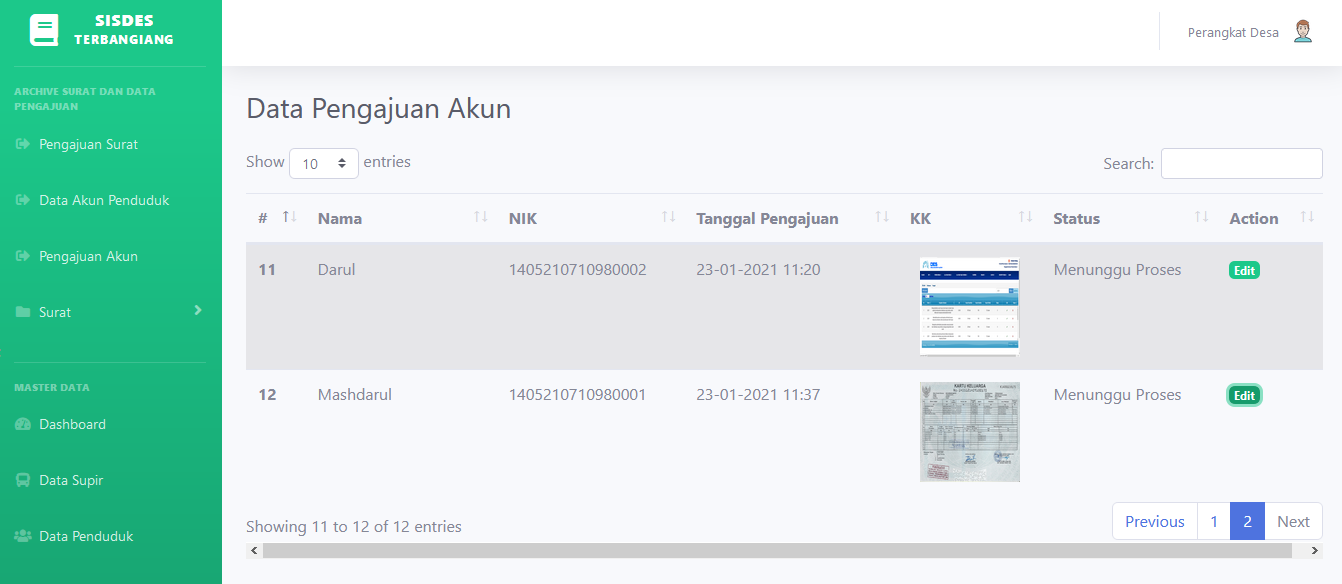 SISDES
TERBANGIANG
Perangkat Desa
ARCHIVE SURAT DAN DATA
PENGAJUAN
Pengajuan Surat
Data Akun Penduduk
Pengajuan Akun
Surat
MASTER DATA
Dashboard
Data Supir
Data Penduduk
Data Pengajuan Akun
Show 10 entries
Search:
# Nama NIK Tanggal Pengajuan KK Status Action
11 Darul 1405210710980002 23-01-2021 11:20 Menunggu Proses Edit
12 Mashdarul 1405210710980001 23-01-2021 11:37 Menunggu Proses Edit
KARTU KELUARGA
Showing 11 to 12 of 12 entries
Previous 1 2 Next